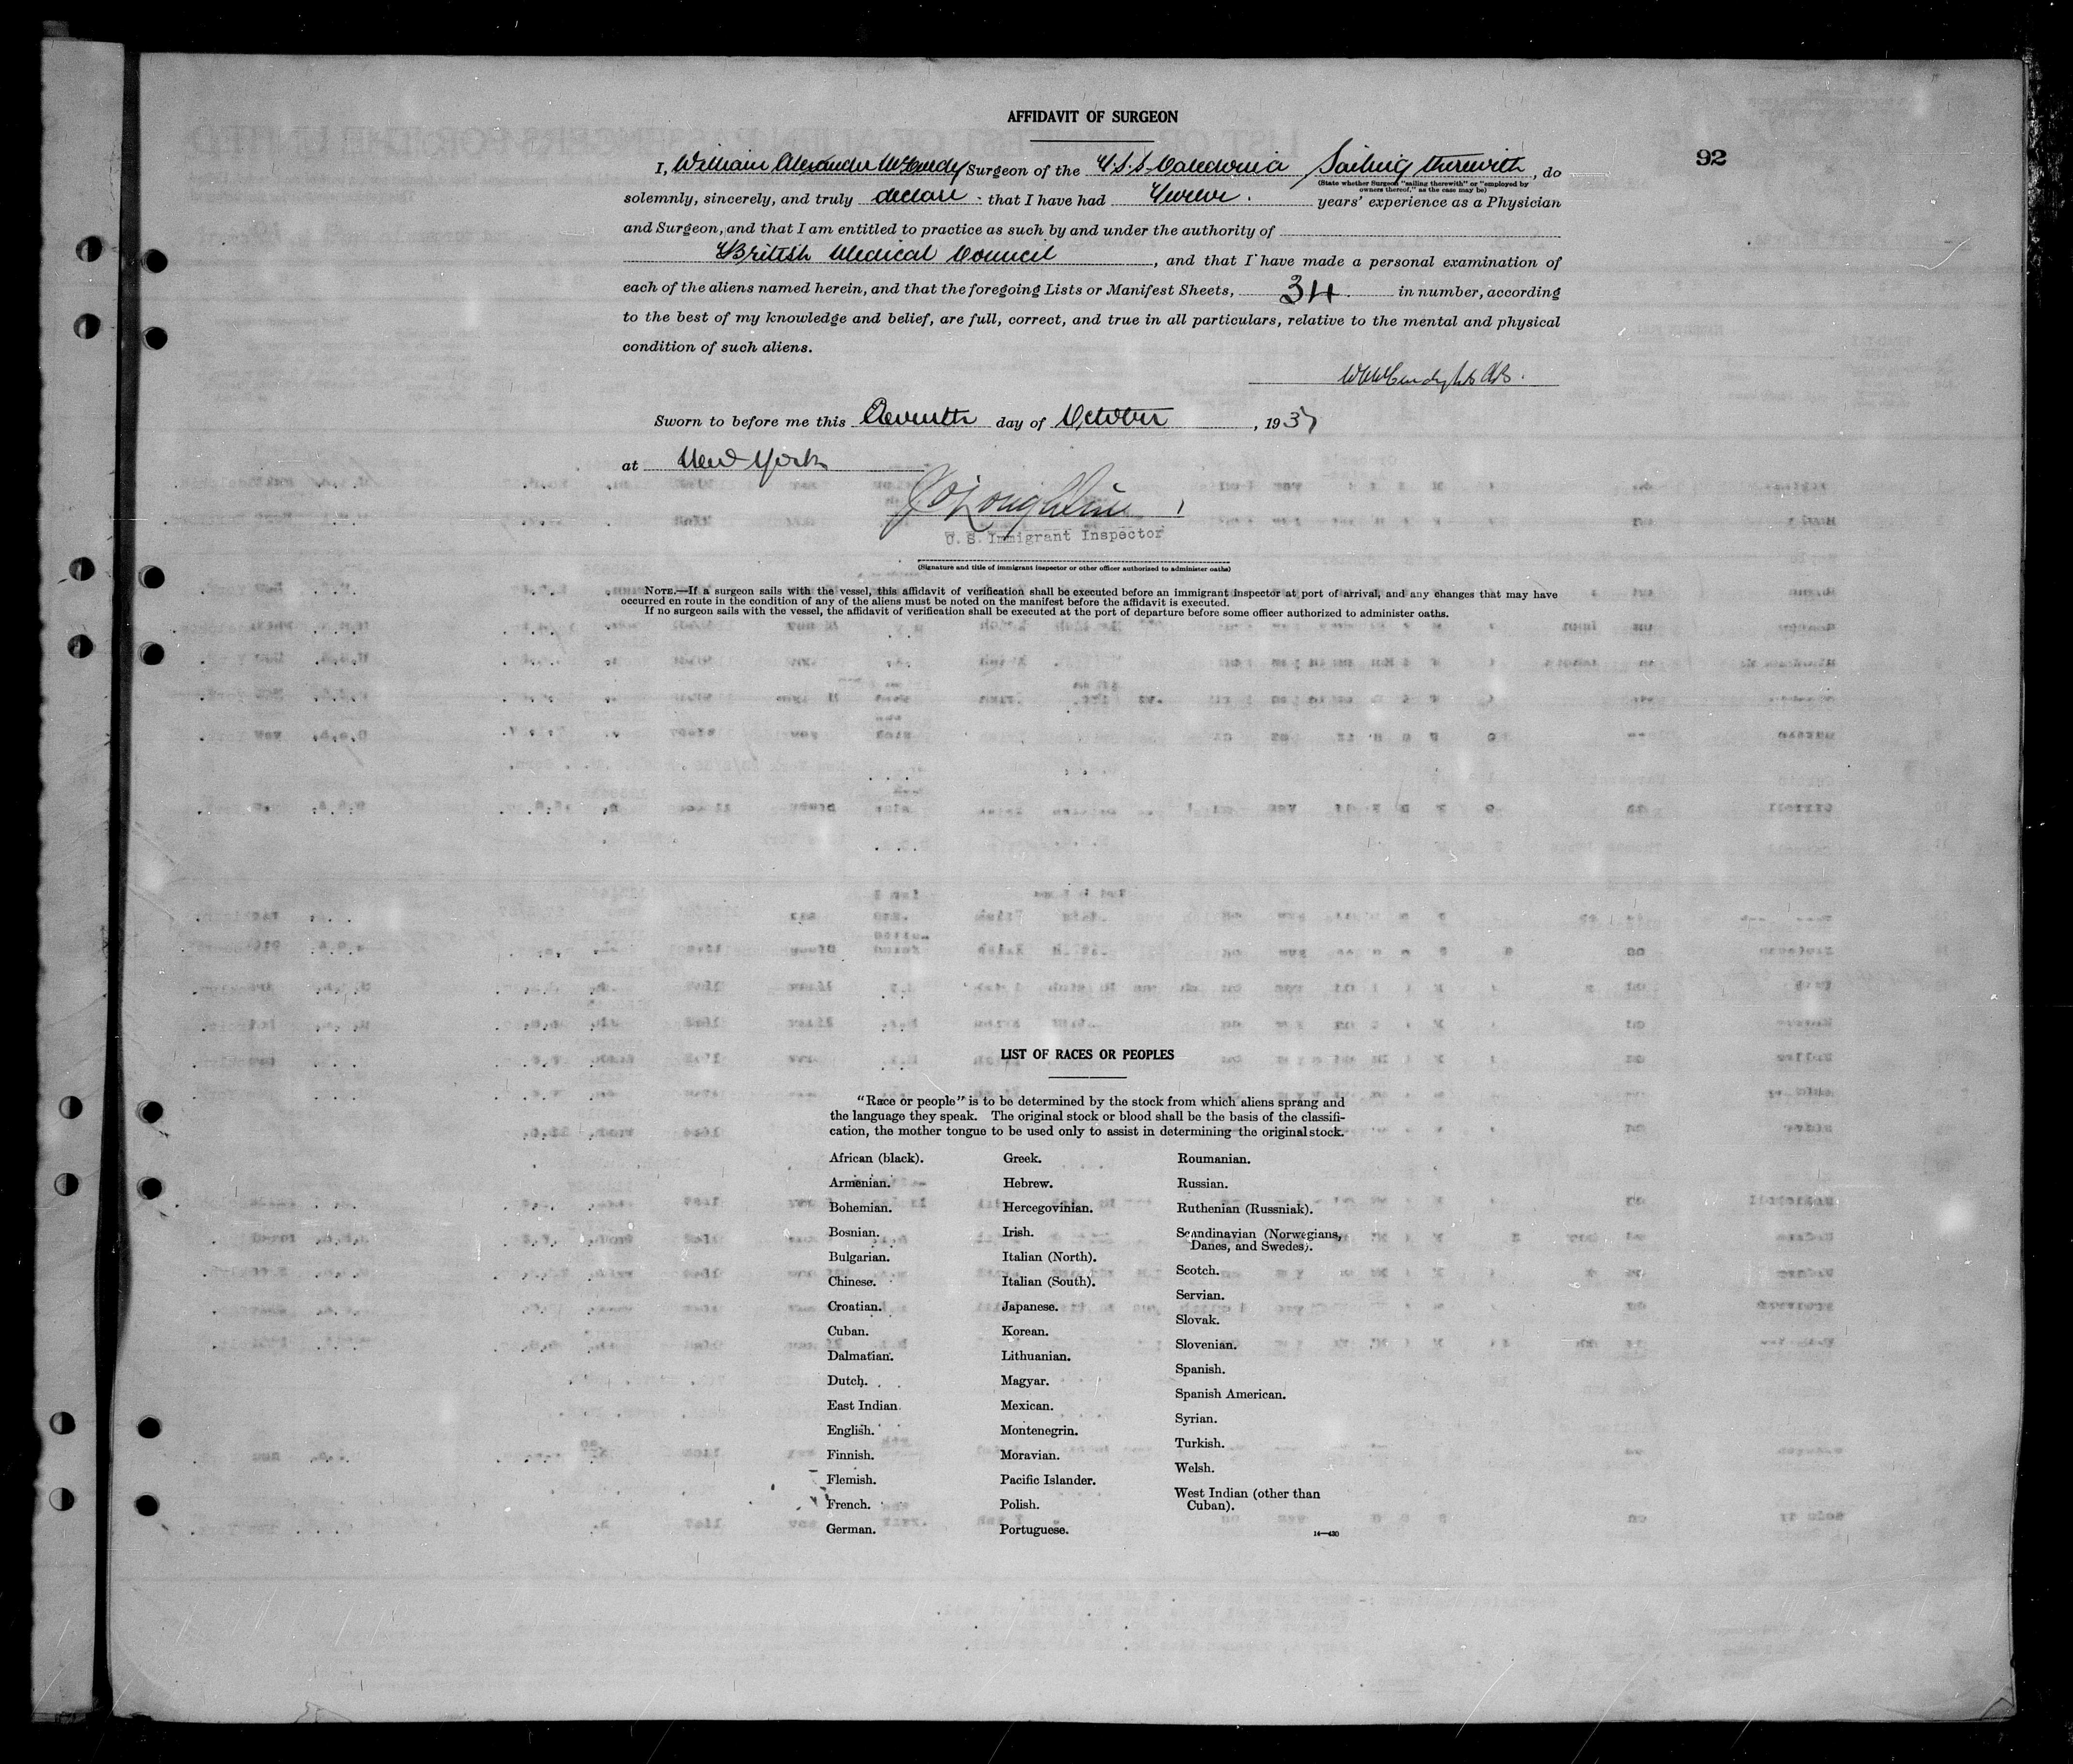 AFFIDAVIT OF SURGEON
92
I, William Alexander McCurdy Surgeon of the T.S.S. Caledonia Sailing therewith, do
(State whether Surgeon "sailing therewith" or "employed by
owners thereof," as the case may be)
solemnly, sincerely, and truly declare that I have had Twelve years' experience as a Physician
and Surgeon, and that I am entitled to practice as such by and under the authority of
British Medical Council, and that I have made a personal examination of
each of the aliens named herein, and that the foregoing Lists or Manifest Sheets, 34 in number, according
to the best of my knowledge and belief, are full, correct, and true in all particulars, relative to the mental and physical
condition of such aliens.
Sworn to before me this day of October, 1937
at New York
U. S. Immigrant Inspector
(Signature and title of immigrant inspector or other officer authorized to administer oaths)
NOTE.—If a surgeon sails with the vessel, this affidavit of verification shall be executed before an immigrant inspector at port of arrival, and any changes that may have
occurred en route in the condition of any of the aliens must be noted on the manifest before the affidavit is executed.
If no surgeon sails with the vessel, the affidavit of verification shall be executed at the port of departure before some officer authorized to administer oaths.
LIST OF RACES OR PEOPLES
"Race or people" is to be determined by the stock from which aliens sprang and
the language they speak. The original stock or blood shall be the basis of the classifi-
cation, the mother tongue to be used only to assist in determining the original stock.
African (black).
Armenian.
Bohemian.
Bosnian.
Bulgarian.
Chinese.
Croatian.
Cuban.
Dalmatian.
Dutch.
East Indian.
English.
Finnish.
Flemish.
French.
German.
Greek.
Hebrew.
Hercegovinian.
Irish.
Italian (North).
Italian (South).
Japanese.
Korean.
Lithuanian.
Magyar.
Mexican.
Montenegrin.
Moravian.
Pacific Islander.
Polish.
Portuguese.
Roumanian.
Russian.
Ruthenian (Russniak).
Scandinavian (Norwegians,
Danes, and Swedes).
Scotch.
Servian.
Slovak.
Slovenian.
Spanish.
Spanish American.
Syrian.
Turkish.
Welsh.
West Indian (other than
Cuban).
14—430